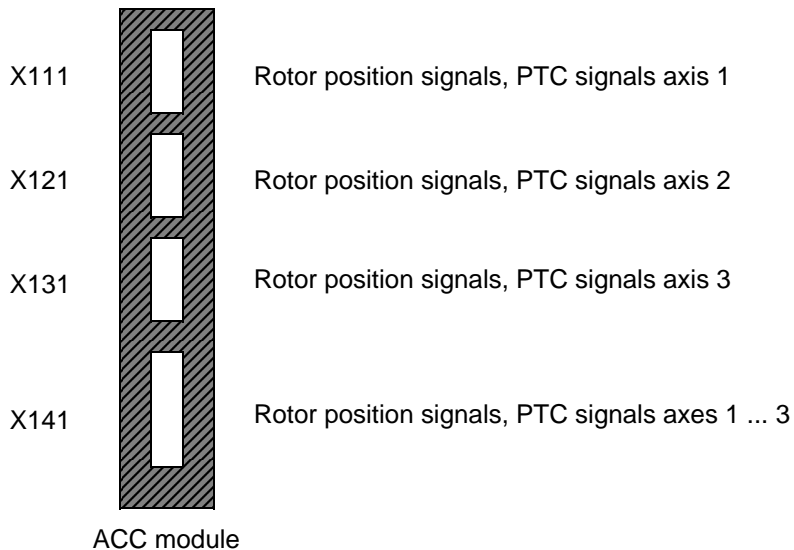 X111 Rotor position signals, PTC signals axis 1
X121 Rotor position signals, PTC signals axis 2
X131 Rotor position signals, PTC signals axis 3
X141 Rotor position signals, PTC signals axes 1 ... 3
ACC module